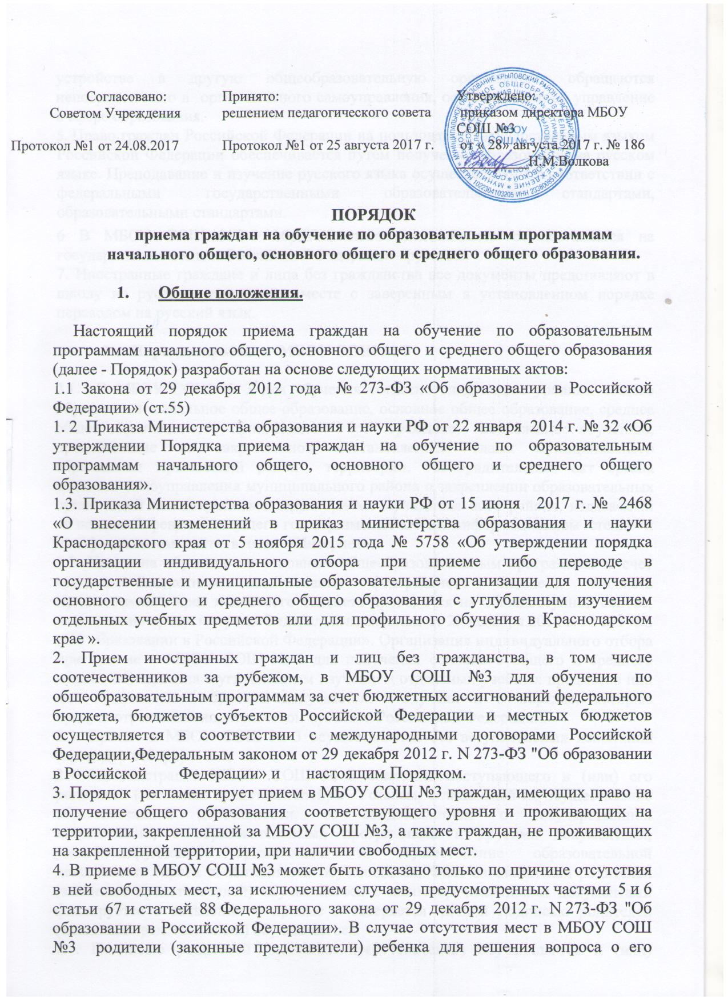 Согласовано:
Советом Учреждения
Протокол №1 от 24.08.2017
Принято:
решением педагогического совета
Протокол №1 от 25 августа 2017 г.
Утверждено:
приказом директора МБОУ
СОШ №3
от « 28» августа 2017 г. № 186
Н.М.Волкова
МБОУ
СОШ №3
ОГРН 1022304103205 ИНН 2338008518
ПОРЯДОК
приема граждан на обучение по образовательным программам
начального общего, основного общего и среднего общего образования.
1. Общие положения.
Настоящий порядок приема граждан на обучение по образовательным
программам начального общего, основного общего и среднего общего образования
(далее - Порядок) разработан на основе следующих нормативных актов:
1.1 Закона от 29 декабря 2012 года № 273-ФЗ «Об образовании в Российской
Федерации» (ст.55)
1.2 Приказа Министерства образования и науки РФ от 22 января 2014 г. № 32 «Об
утверждении Порядка приема граждан на обучение по образовательным
программам начального общего, основного общего и среднего общего
образования».
1.3. Приказа Министерства образования и науки РФ от 15 июня 2017 г. № 2468
«О внесении изменений в приказ министерства образования и науки
Краснодарского края от 5 ноября 2015 года № 5758 «Об утверждении порядка
организации индивидуального отбора при приеме либо переводе в
государственные и муниципальные образовательные организации для получения
основного общего и среднего общего образования с углубленным изучением
отдельных учебных предметов или для профильного обучения в Краснодарском
крае ».
2. Прием иностранных граждан и лиц без гражданства, в том числе
соотечественников за рубежом, в МБОУ СОШ №3 для обучения по
общеобразовательным программам за счет бюджетных ассигнований федерального
бюджета, бюджетов субъектов Российской Федерации и местных бюджетов
осуществляется в соответствии с международными договорами Российской
Федерации,Федеральным законом от 29 декабря 2012 г. N 273-ФЗ "Об образовании
в Российской Федерации» и настоящим Порядком.
3. Порядок регламентирует прием в МБОУ СОШ №3 граждан, имеющих право на
получение общего образования соответствующего уровня и проживающих на
территории, закрепленной за МБОУ СОШ №3, а также граждан, не проживающих
на закрепленной территории, при наличии свободных мест.
4. В приеме в МБОУ СОШ №3 может быть отказано только по причине отсутствия
в ней свободных мест, за исключением случаев, предусмотренных частями 5 и 6
статьи 67 и статьей 88 Федерального закона от 29 декабря 2012 г. N 273-ФЗ "Об
образовании в Российской Федерации». В случае отсутствия мест в МБОУ СОШ
№3 родители (законные представители) ребенка для решения вопроса о его